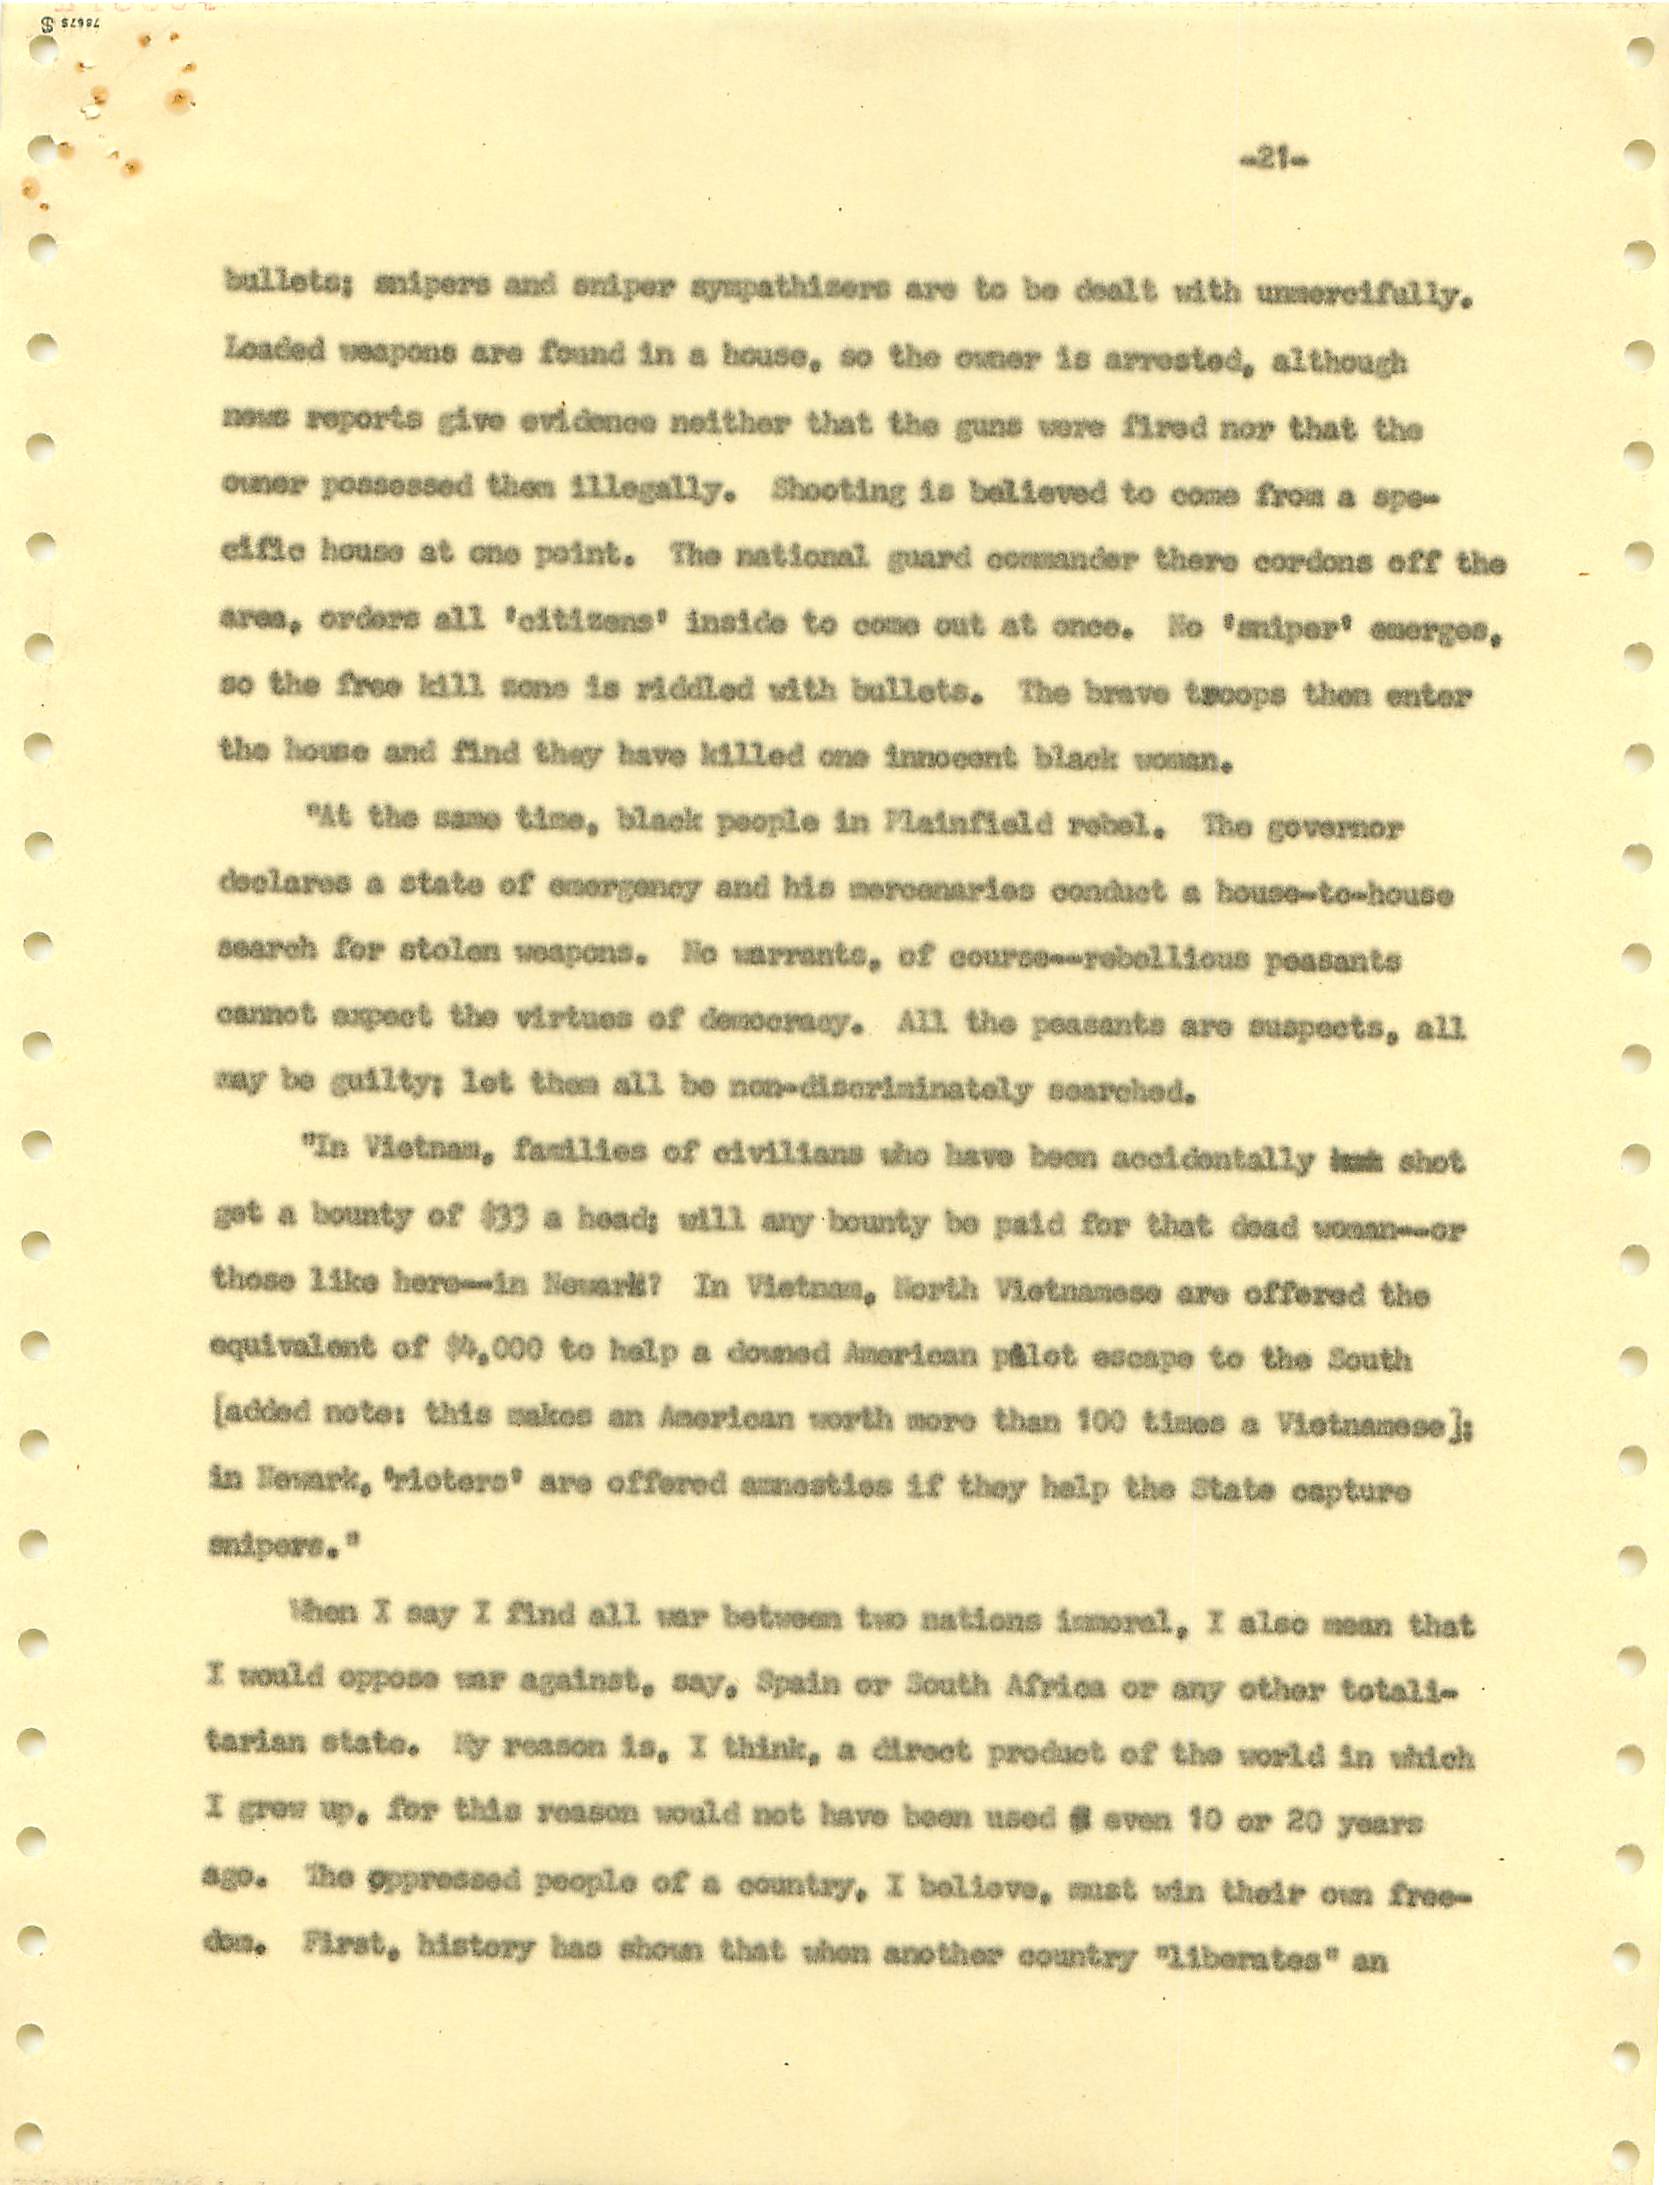 78675
-21-
bullets; snipers and sniper sympathizers are to be dealt with unmercifully.
Loaded weapons are found in a house, so the owner is arrested, although
news reports give evidence neither that the guns were fired nor that the
owner possessed them illegally.  Shooting is believed to come from a spe-
cific house at one point.  The national guard commander there cordons off the
area, orders all 'citizens' inside to come out at once.  No 'sniper' emerges,
so the free kill zone is riddled with bullets.  The brave troops then enter
the house and find they have killed one innocent black woman.
"At the same time, black people in Plainfield rebel.  The governor
declares a state of emergency and his mercenaries conduct a house-to-house
search for stolen weapons.  No warrants, of course--rebellious peasants
cannot expect the virtues of democracy.  All the peasants are suspects, all
may be guilty; let them all be non-discriminately searched.
"In Vietnam, families of civilians who have been accidentally shot
get a bounty of $33 a head; will any bounty be paid for that dead woman--or
those like here--in Newark?  In Vietnam, North Vietnamese are offered the
equivalent of $4,000 to help a downed American pilot escape to the South
[added note: this makes an American worth more than 100 times a Vietnamese];
in Newark, 'rioters' are offered amnesties if they help the State capture
snipers."
When I say I find all war between two nations immoral, I also mean that
I would oppose war against, say, Spain or South Africa or any other totali-
tarian state.  My reason is, I think, a direct product of the world in which
I grew up, for this reason would not have been used even 10 or 20 years
ago.  The oppressed people of a country, I believe, must win their own free-
dom.  First, history has shown that when another country "liberates" an